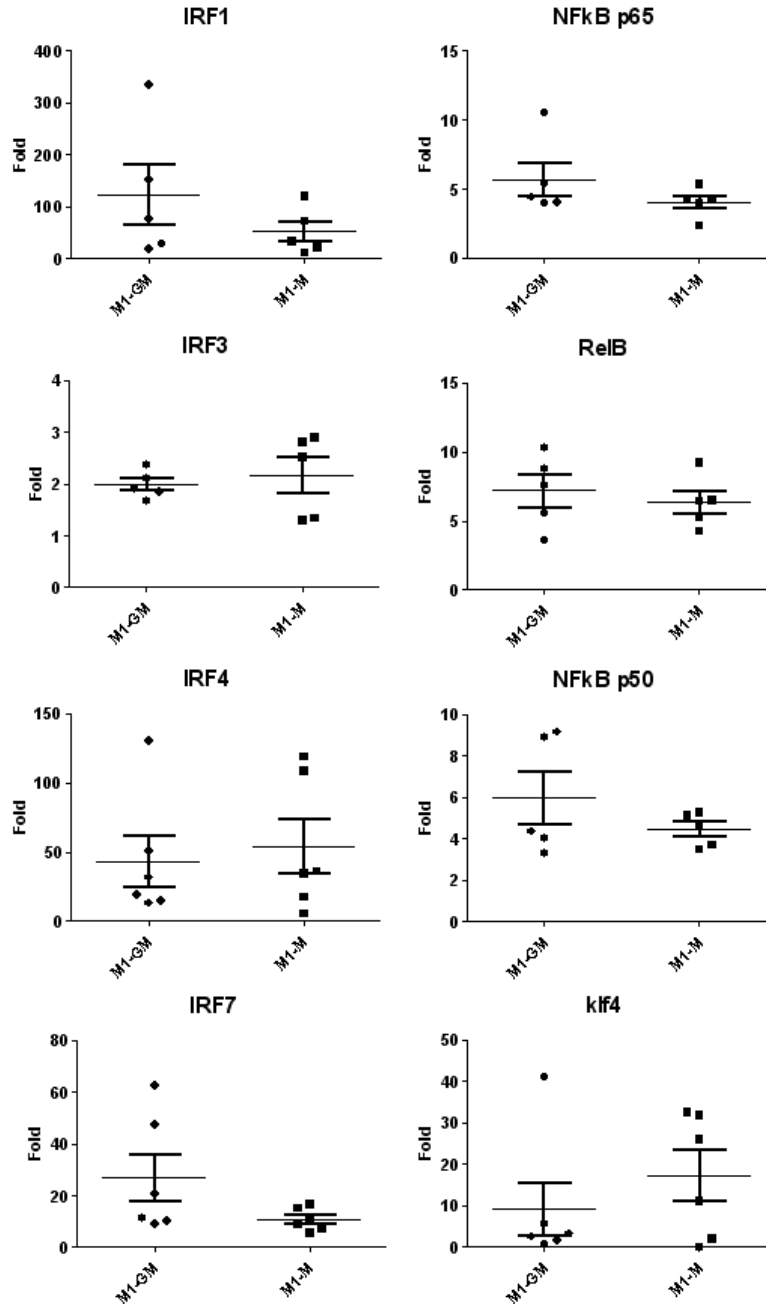 IRF1
Fold
400
300
200
100
0
M1-GM
M1-M
NFkB p65
Fold
15
10
5
0
M1-GM
M1-M
IRF3
Fold
4
3
2
1
0
M1-GM
M1-M
RelB
Fold
15
10
5
0
M1-GM
M1-M
IRF4
Fold
150
100
50
0
M1-GM
M1-M
NFkB p50
Fold
10
8
6
4
2
0
M1-GM
M1-M
IRF7
Fold
80
60
40
20
0
M1-GM
M1-M
klf4
Fold
50
40
30
20
10
0
M1-GM
M1-M